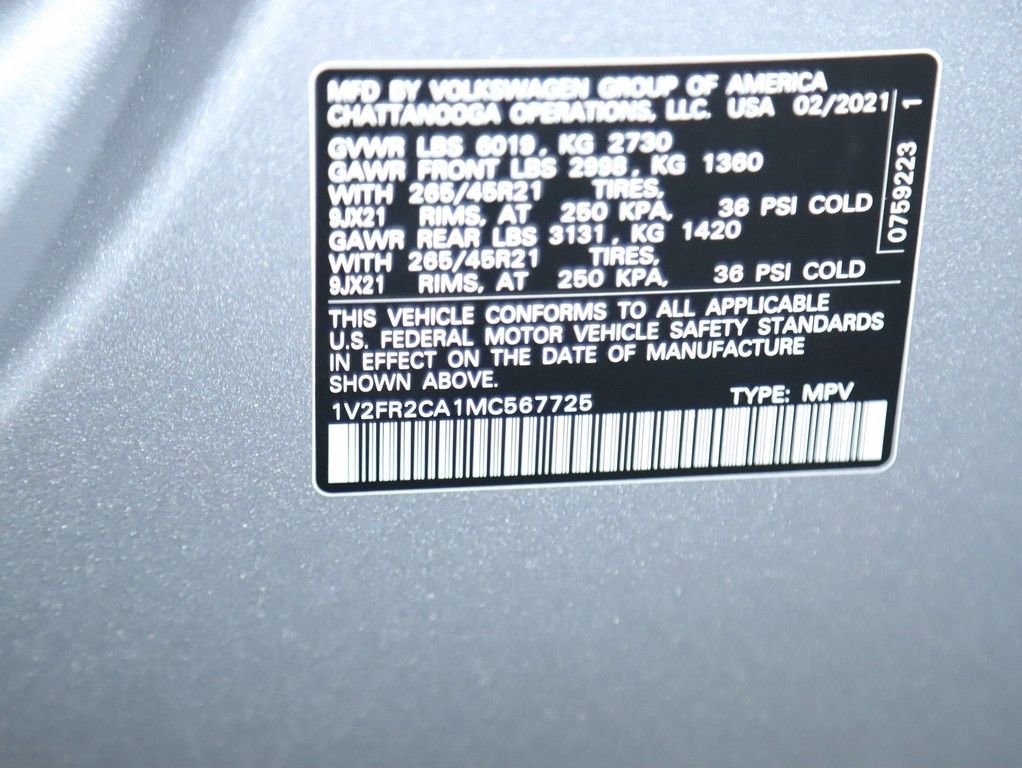 MFD BY VOLKSWAGEN GROUP OF AMERICA
CHATTANOOGA OPERATIONS, LLC. USA 02/2021
GVWR LBS 6019, KG 2730
GAWR FRONT LBS 2998, KG 1360
WITH 265/45R21 TIRES,
9JX21 RIMS, AT 250 KPA, 36 PSI COLD
GAWR REAR LBS 3131, KG 1420
WITH 265/45R21 TIRES,
9JX21 RIMS, AT 250 KPA, 36 PSI COLD
THIS VEHICLE CONFORMS TO ALL APPLICABLE
U.S. FEDERAL MOTOR VEHICLE SAFETY STANDARDS
IN EFFECT ON THE DATE OF MANUFACTURE
SHOWN ABOVE.
1V2FR2CA1MC567725 TYPE: MPV
0759223 1